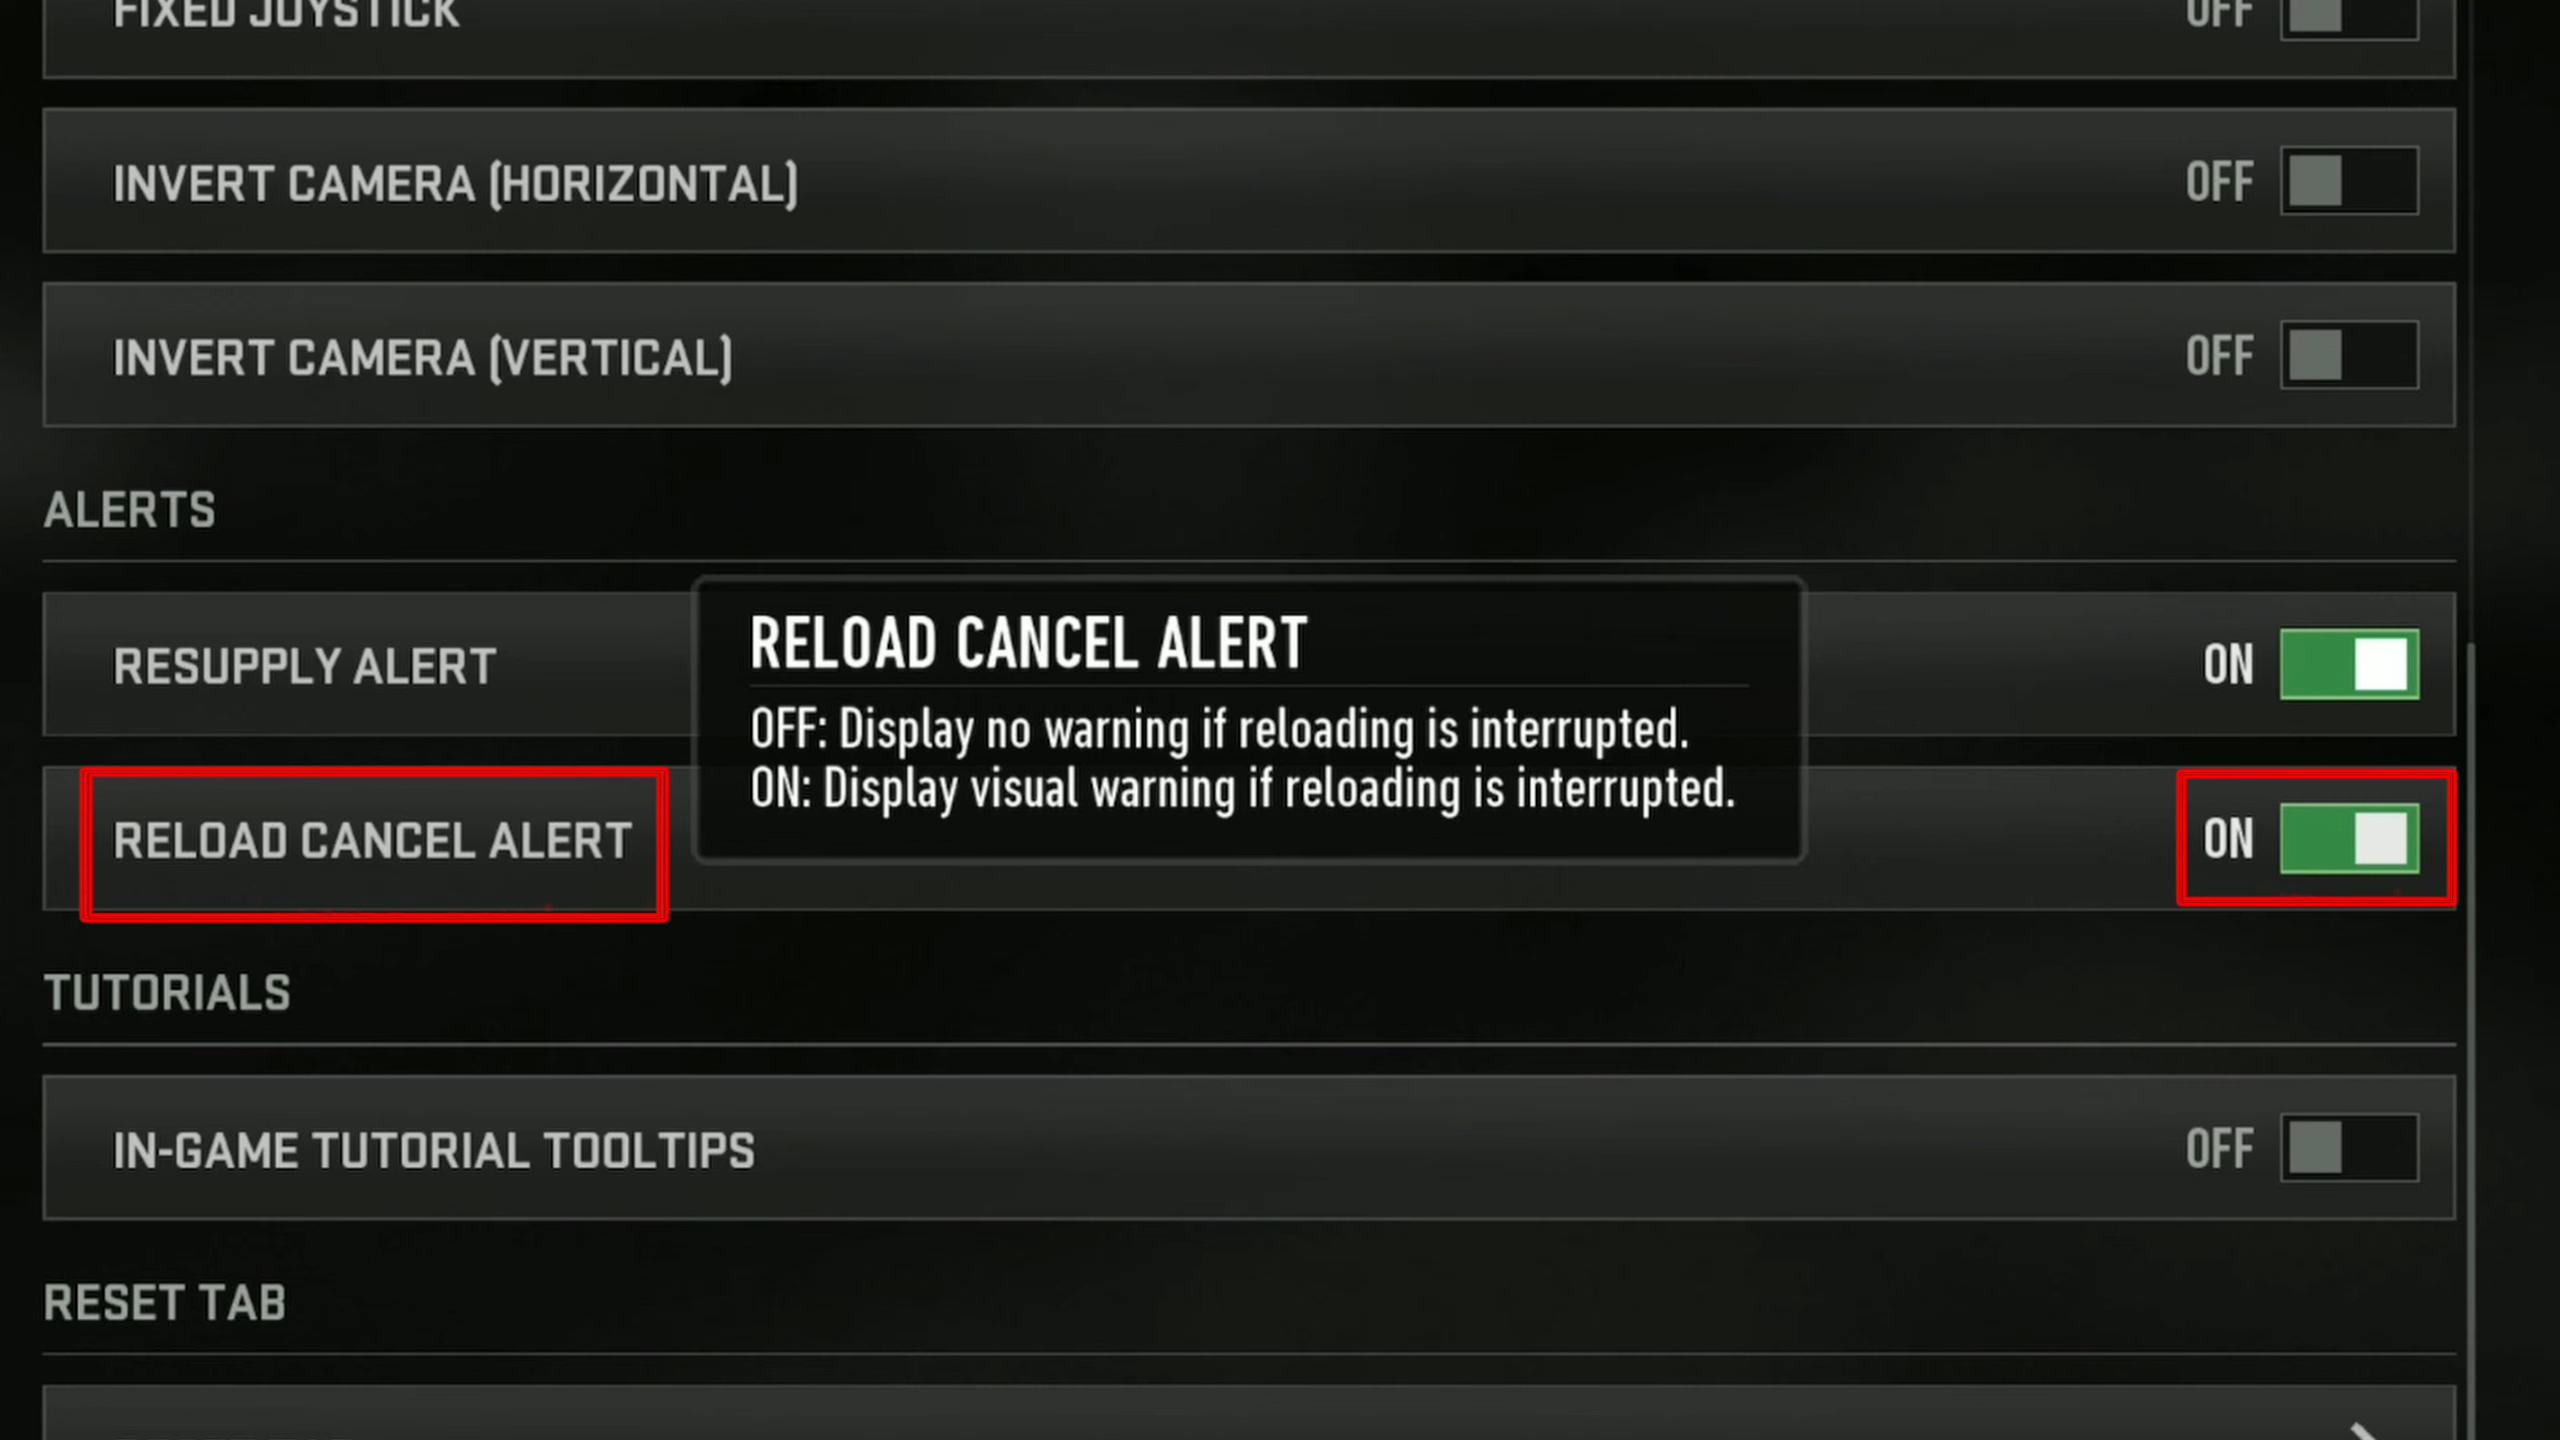 FIXED JOYSTICK OFF
INVERT CAMERA (HORIZONTAL) OFF
INVERT CAMERA (VERTICAL) OFF
ALERTS
RESUPPLY ALERT ON
RELOAD CANCEL ALERT
OFF: Display no warning if reloading is interrupted.
ON: Display visual warning if reloading is interrupted.
RELOAD CANCEL ALERT ON
TUTORIALS
IN-GAME TUTORIAL TOOLTIPS OFF
RESET TAB